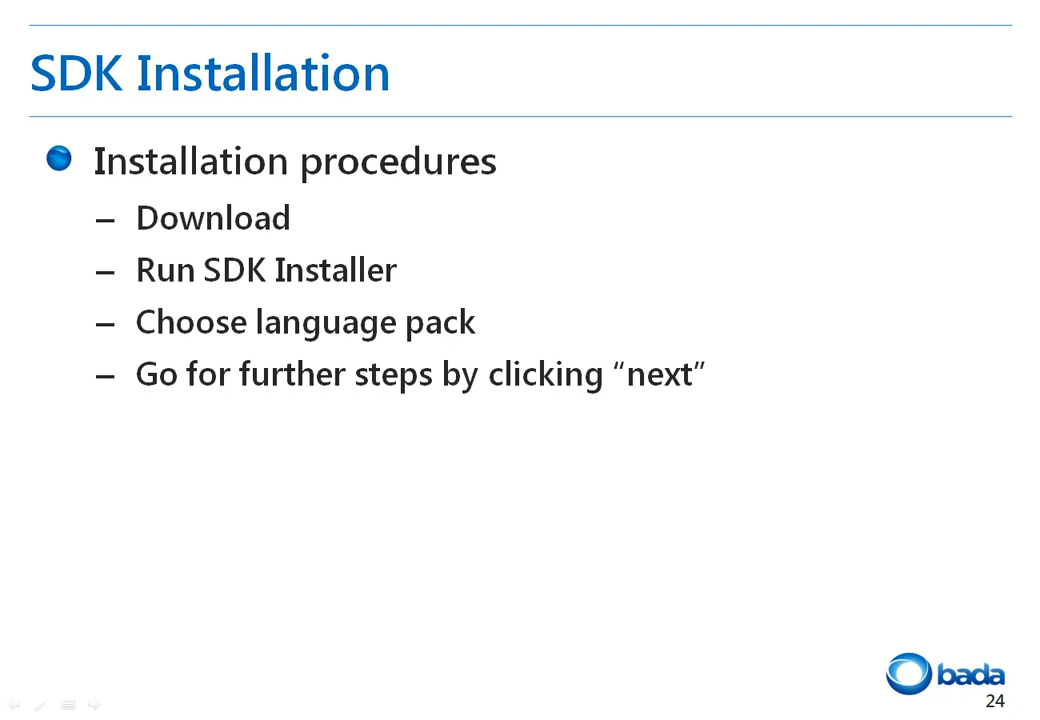 SDK Installation
Installation procedures
– Download
– Run SDK Installer
– Choose language pack
– Go for further steps by clicking “next”
bada
24